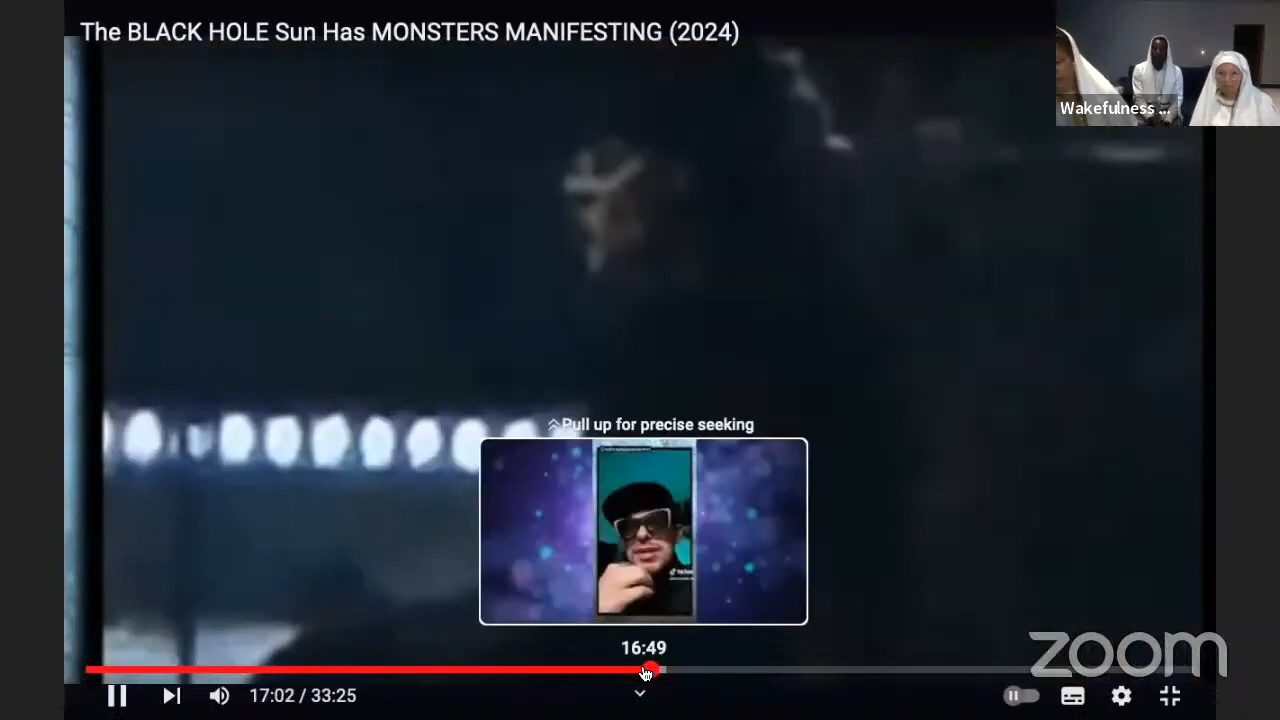 The BLACK HOLE Sun Has MONSTERS MANIFESTING (2024)
Wakefulness ...
Pull up for precise seeking
16:49
17:02 / 33:25
zoom